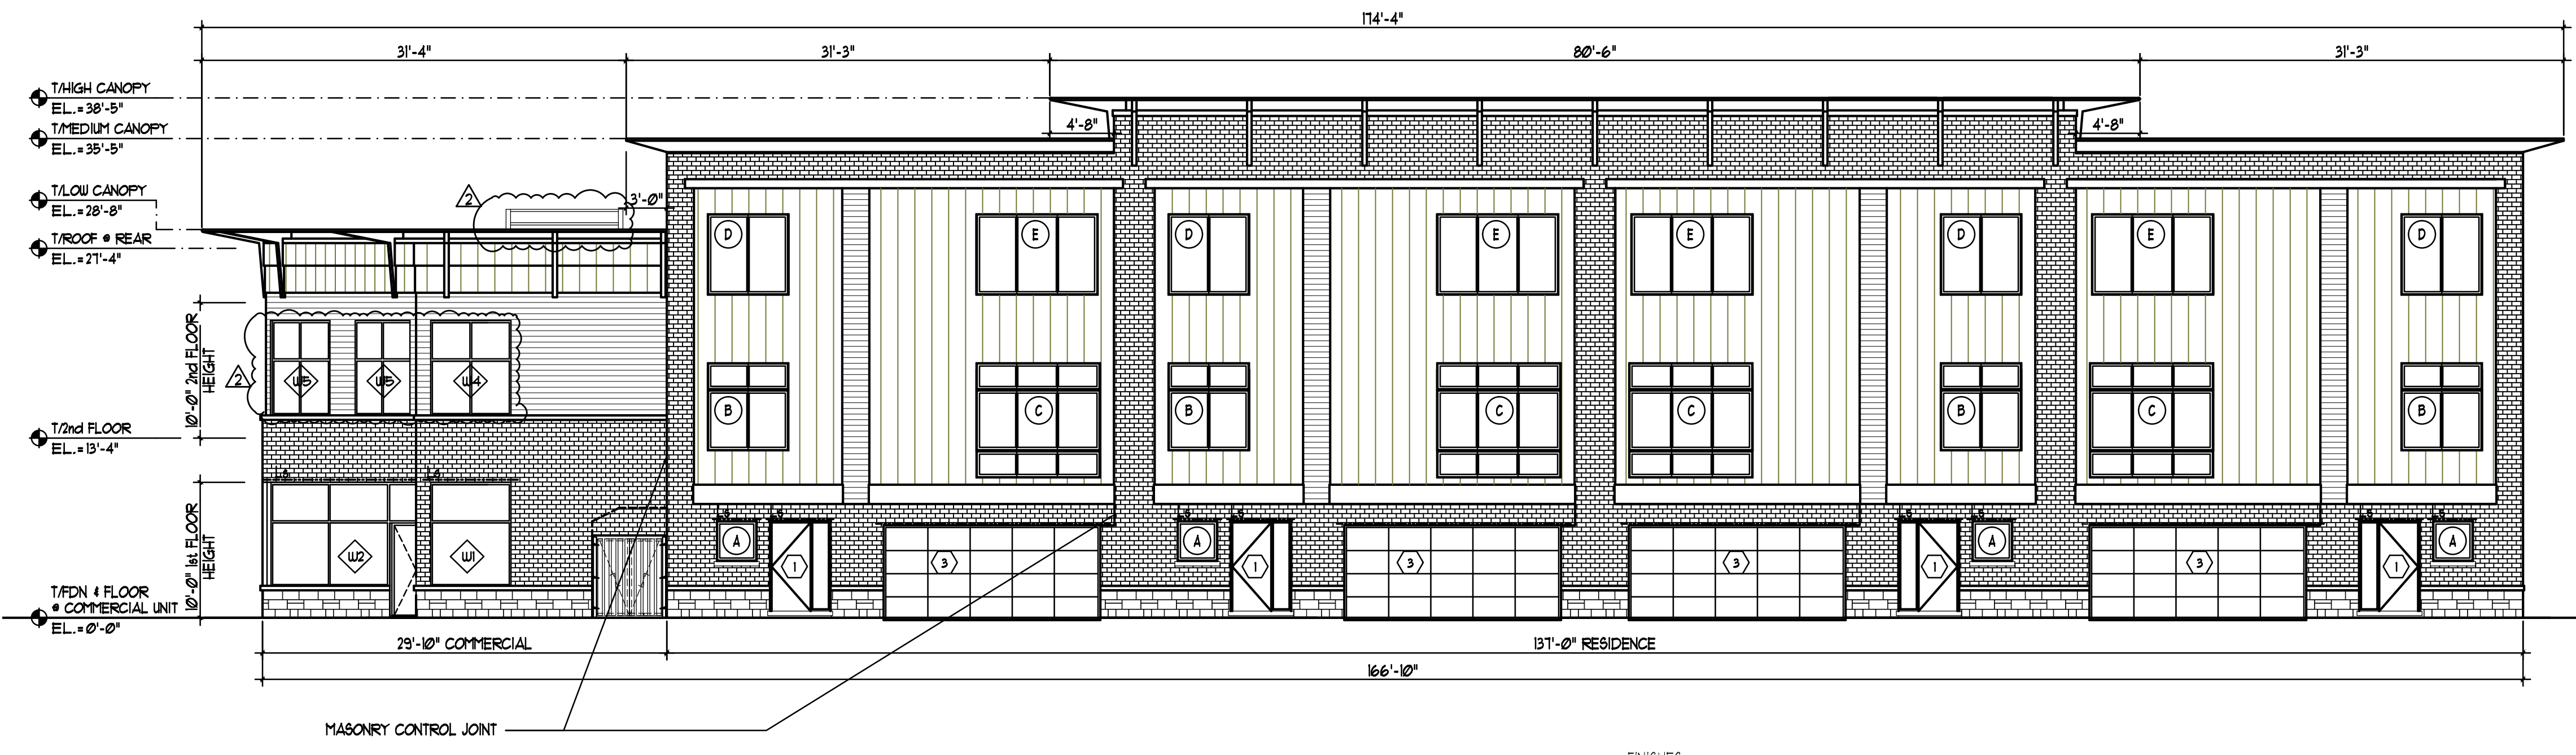 174'-4"
31'-4"
31'-3"
80'-6"
31'-3"
T/HIGH CANOPY
EL.=38'-5"
T/MEDIUM CANOPY
EL.=35'-5"
4'-8"
4'-8"
T/LOW CANOPY
EL.=28'-8"
2
3'-0"
T/ROOF @ REAR
EL.=27'-4"
D
E
D
E
E
D
E
D
10'-0" 2nd FLOOR
HEIGHT
2
W5
W5
W4
B
C
B
C
C
B
C
B
T/2nd FLOOR
EL.=13'-4"
10'-0" 1st FLOOR
HEIGHT
W2
W1
A
1
3
A
1
3
3
1
A
3
1
A
T/FDN & FLOOR
@ COMMERCIAL UNIT
EL.=0'-0"
29'-10" COMMERCIAL
137'-0" RESIDENCE
166'-10"
MASONRY CONTROL JOINT